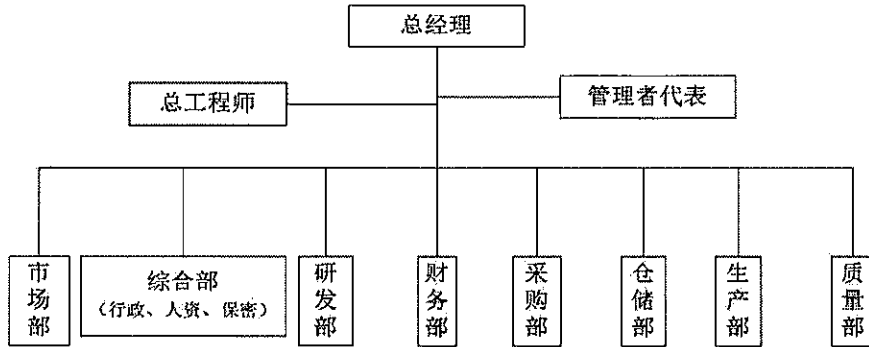 总经理
总工程师
管理者代表
市场部
综合部
（行政、人资、保密）
研发部
财务部
采购部
仓储部
生产部
质量部